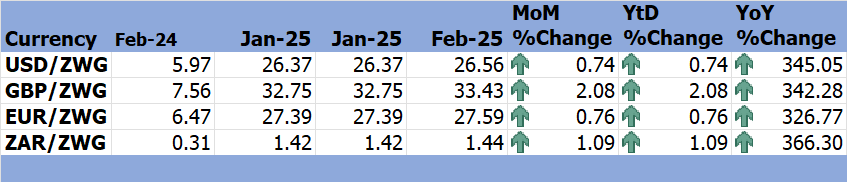 Currency Feb-24 Jan-25 Jan-25 Feb-25 MoM %Change YtD %Change YoY %Change
USD/ZWG 5.97 26.37 26.37 26.56 0.74 0.74 345.05
GBP/ZWG 7.56 32.75 32.75 33.43 2.08 2.08 342.28
EUR/ZWG 6.47 27.39 27.39 27.59 0.76 0.76 326.77
ZAR/ZWG 0.31 1.42 1.42 1.44 1.09 1.09 366.30